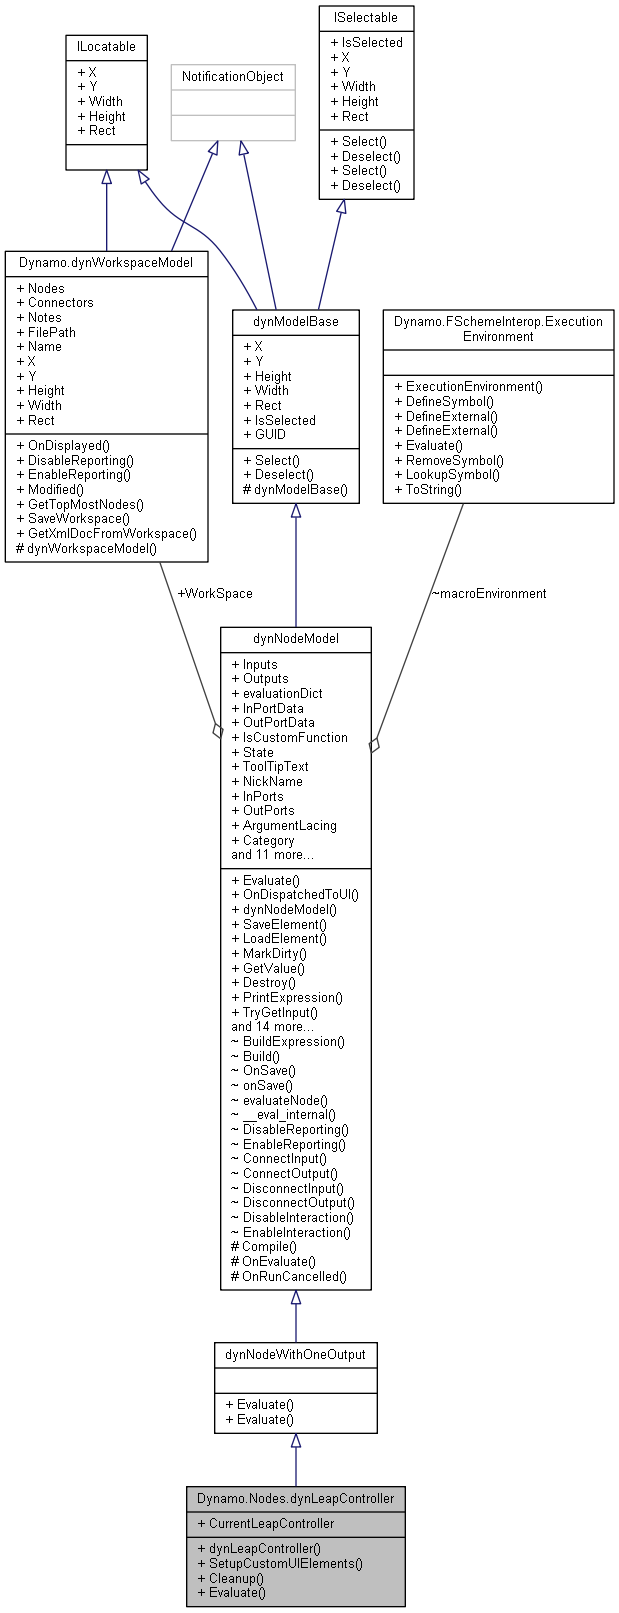 ILocatable
+ X
+ Y
+ Width
+ Height
+ Rect
NotificationObject
ISelectable
+ IsSelected
+ X
+ Y
+ Width
+ Height
+ Rect
+ Select()
+ Deselect()
+ Select()
+ Deselect()
Dynamo.dynWorkspaceModel
+ Nodes
+ Connectors
+ Notes
+ FilePath
+ Name
+ X
+ Y
+ Height
+ Width
+ Rect
+ OnDisplayed()
+ DisableReporting()
+ EnableReporting()
+ Modified()
+ GetTopMostNodes()
+ SaveWorkspace()
+ GetXmlDocFromWorkspace()
# dynWorkspaceModel()
dynModelBase
+ X
+ Y
+ Height
+ Width
+ Rect
+ IsSelected
+ GUID
+ Select()
+ Deselect()
# dynModelBase()
Dynamo.FSchemeInterop.Execution
Environment
+ ExecutionEnvironment()
+ DefineSymbol()
+ DefineExternal()
+ DefineExternal()
+ Evaluate()
+ RemoveSymbol()
+ LookupSymbol()
+ ToString()
+WorkSpace
~macroEnvironment
dynNodeModel
+ Inputs
+ Outputs
+ evaluationDict
+ InPortData
+ OutPortData
+ IsCustomFunction
+ State
+ ToolTipText
+ NickName
+ InPorts
+ OutPorts
+ ArgumentLacing
+ Category
and 11 more...
+ Evaluate()
+ OnDispatchedToUI()
+ dynNodeModel()
+ SaveElement()
+ LoadElement()
+ MarkDirty()
+ GetValue()
+ Destroy()
+ PrintExpression()
+ TryGetInput()
and 14 more...
~ BuildExpression()
~ Build()
~ OnSave()
~ onSave()
~ evaluateNode()
~ __eval_internal()
~ DisableReporting()
~ EnableReporting()
~ ConnectInput()
~ ConnectOutput()
~ DisconnectInput()
~ DisconnectOutput()
~ DisableInteraction()
~ EnableInteraction()
# Compile()
# OnEvaluate()
# OnRunCancelled()
dynNodeWithOneOutput
+ Evaluate()
+ Evaluate()
Dynamo.Nodes.dynLeapController
+ CurrentLeapController
+ dynLeapController()
+ SetupCustomUIElements()
+ Cleanup()
+ Evaluate()